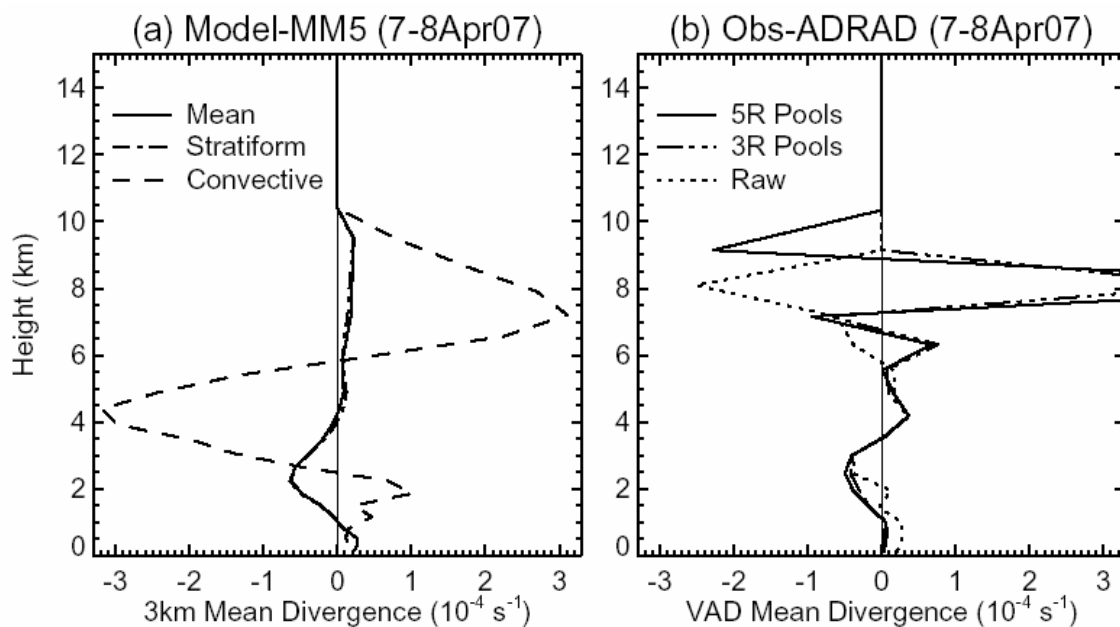 (a) Model-MM5 (7-8Apr07)
(b) Obs-ADRAD (7-8Apr07)
Height (km)
14
12
10
8
6
4
2
0
Mean
Stratiform
Convective
-3 -2 -1 0 1 2 3
3km Mean Divergence (10⁻⁴ s⁻¹)
14
12
10
8
6
4
2
0
5R Pools
3R Pools
Raw
-3 -2 -1 0 1 2 3
VAD Mean Divergence (10⁻⁴ s⁻¹)